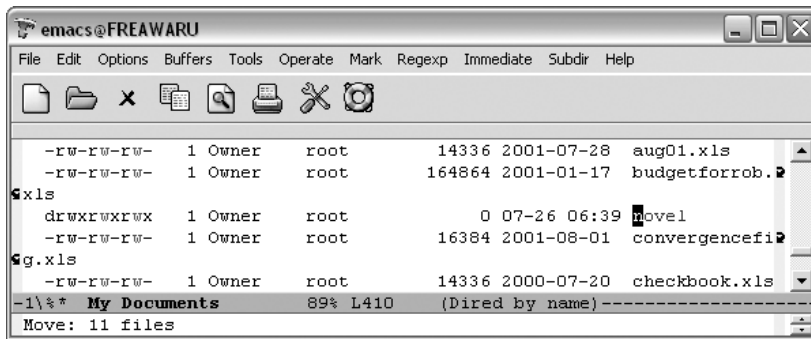 emacs@FREAWARU
File Edit Options Buffers Tools Operate Mark Regexp Immediate Subdir Help
-rw-rw-rw- 1 Owner root 14336 2001-07-28 aug01.xls
-rw-rw-rw- 1 Owner root 164864 2001-01-17 budgetforrob.
xls
drwxrwxrwx 1 Owner root 0 07-26 06:39 novel
-rw-rw-rw- 1 Owner root 16384 2001-08-01 convergencefi
g.xls
-rw-rw-rw- 1 Owner root 14336 2000-07-20 checkbook.xls
-1\%* My Documents 89% L410 (Dired by name)--------------------
Move: 11 files